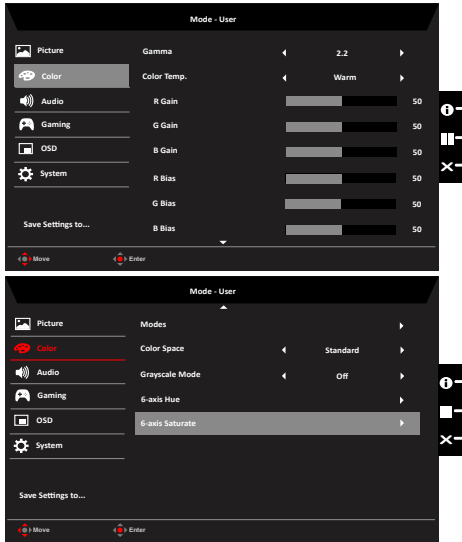 Mode - User
Picture Gamma 2.2
Color Color Temp. Warm
Audio R Gain 50
Gaming G Gain 50
OSD B Gain 50
System R Bias 50
G Bias 50
Save Settings to... B Bias 50
Move Enter
Mode - User
Picture Modes
Color Color Space Standard
Audio Grayscale Mode Off
Gaming 6-axis Hue
OSD 6-axis Saturate
System
Save Settings to...
Move Enter